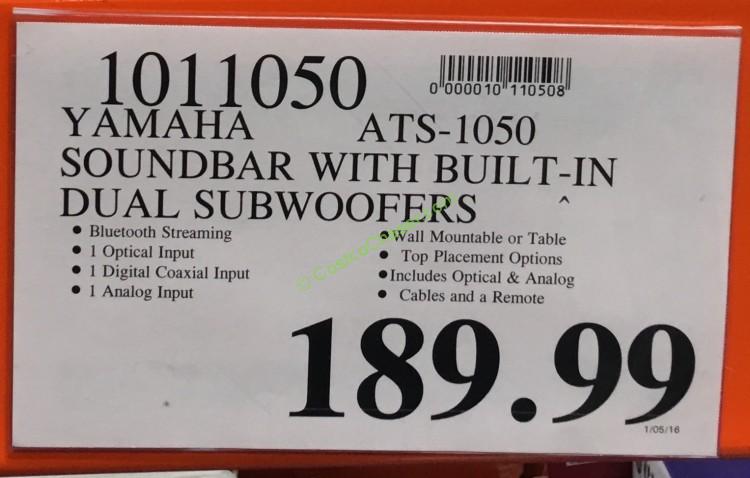 1011050
0 000010 110508
YAMAHA ATS-1050
SOUNDBAR WITH BUILT-IN
DUAL SUBWOOFERS ^
• Bluetooth Streaming
• 1 Optical Input
• 1 Digital Coaxial Input
• 1 Analog Input
• Wall Mountable or Table
• Top Placement Options
• Includes Optical & Analog
• Cables and a Remote
© CostcoChaser.com
189.99
1/05/16